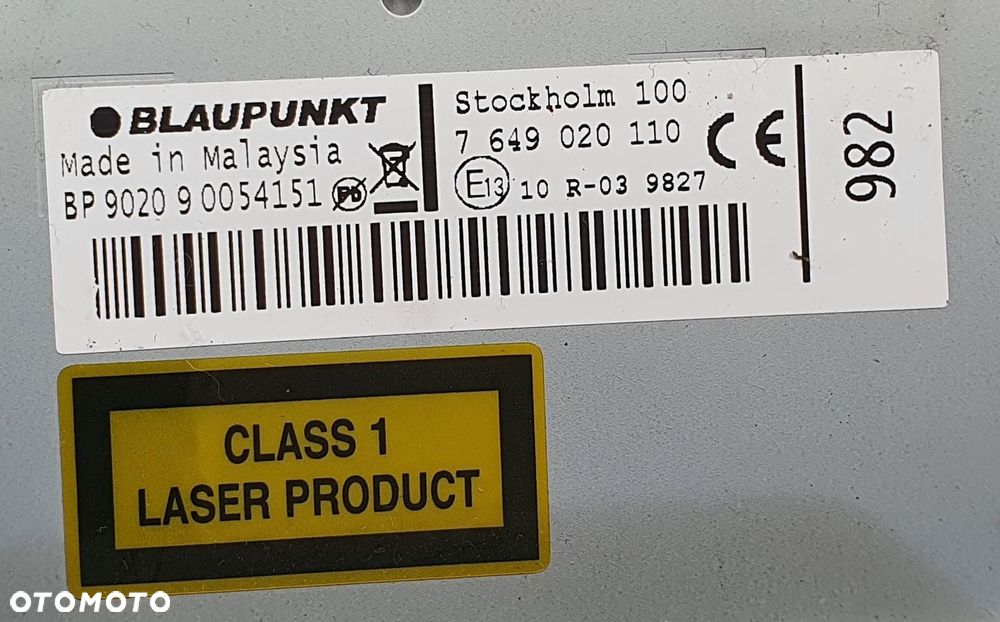 BLAUPUNKT
Made in Malaysia
BP 9020 9 0054151 Pb
Stockholm 100
7 649 020 110
E13 10 R-03 9827
CE
982
CLASS 1
LASER PRODUCT
OTOMOTO